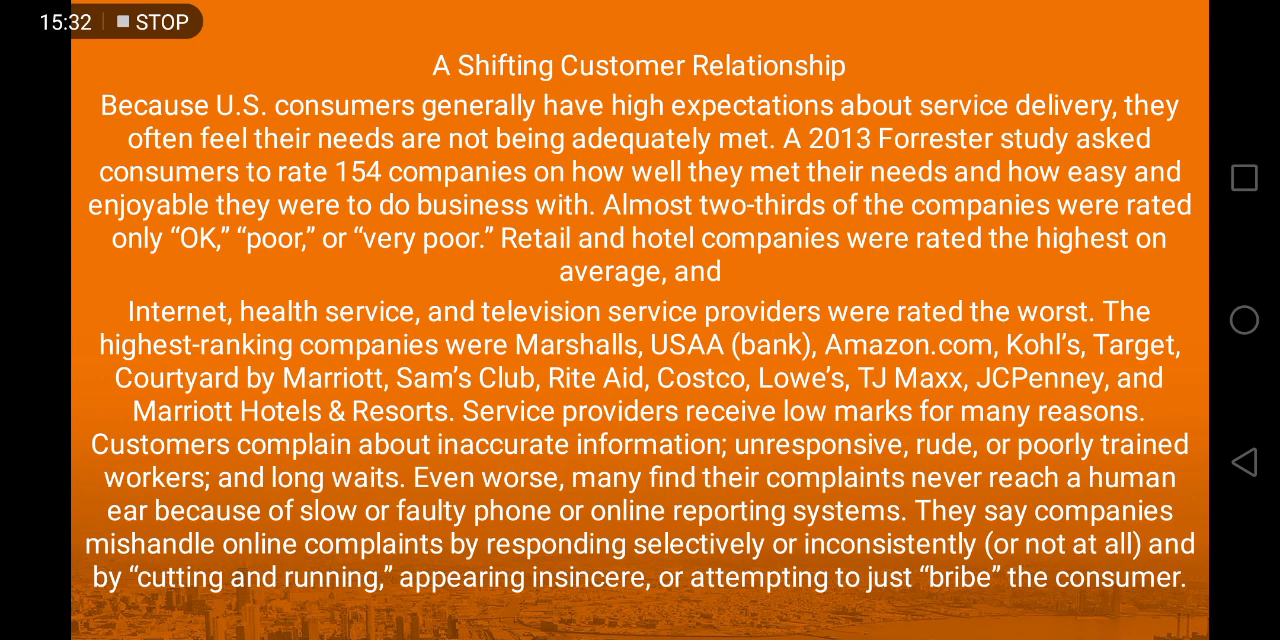 15:32 STOP
A Shifting Customer Relationship
Because U.S. consumers generally have high expectations about service delivery, they
often feel their needs are not being adequately met. A 2013 Forrester study asked
consumers to rate 154 companies on how well they met their needs and how easy and
enjoyable they were to do business with. Almost two-thirds of the companies were rated
only “OK,” “poor,” or “very poor.” Retail and hotel companies were rated the highest on
average, and
Internet, health service, and television service providers were rated the worst. The
highest-ranking companies were Marshalls, USAA (bank), Amazon.com, Kohl’s, Target,
Courtyard by Marriott, Sam’s Club, Rite Aid, Costco, Lowe’s, TJ Maxx, JCPenney, and
Marriott Hotels & Resorts. Service providers receive low marks for many reasons.
Customers complain about inaccurate information; unresponsive, rude, or poorly trained
workers; and long waits. Even worse, many find their complaints never reach a human
ear because of slow or faulty phone or online reporting systems. They say companies
mishandle online complaints by responding selectively or inconsistently (or not at all) and
by “cutting and running,” appearing insincere, or attempting to just “bribe” the consumer.